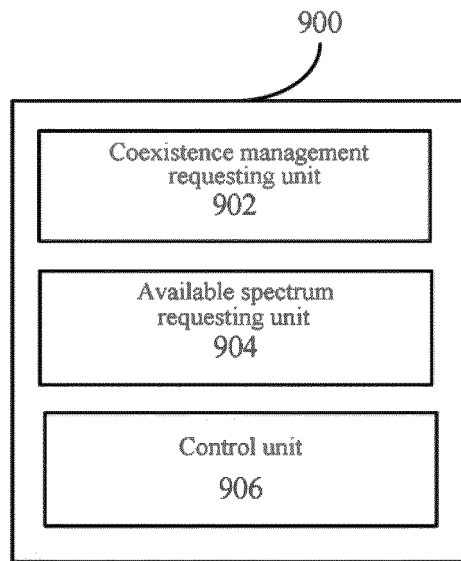 900
Coexistence management
requesting unit
902
Available spectrum
requesting unit
904
Control unit
906